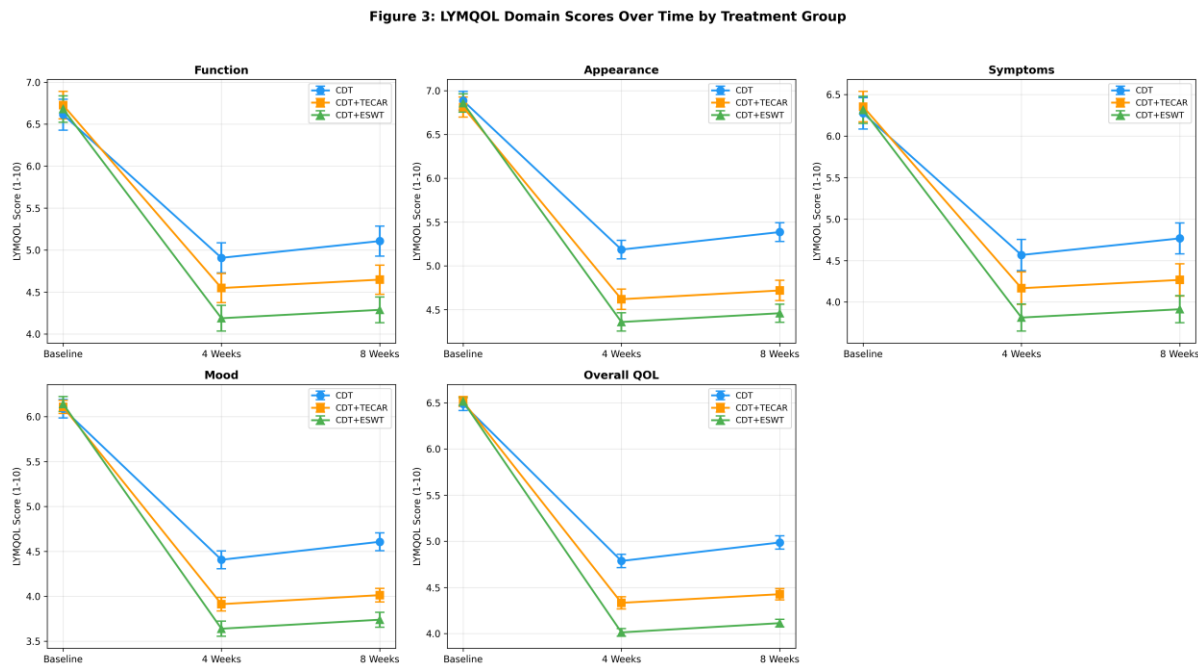 Figure 3: LYMQOL Domain Scores Over Time by Treatment Group
Function
LYMQOL Score (1-10)
7.0
6.5
6.0
5.5
5.0
4.5
4.0
CDT
CDT+TECAR
CDT+ESWT
Baseline
4 Weeks
8 Weeks
Appearance
LYMQOL Score (1-10)
7.0
6.5
6.0
5.5
5.0
4.5
CDT
CDT+TECAR
CDT+ESWT
Baseline
4 Weeks
8 Weeks
Symptoms
LYMQOL Score (1-10)
6.5
6.0
5.5
5.0
4.5
4.0
CDT
CDT+TECAR
CDT+ESWT
Baseline
4 Weeks
8 Weeks
Mood
LYMQOL Score (1-10)
6.0
5.5
5.0
4.5
4.0
3.5
CDT
CDT+TECAR
CDT+ESWT
Baseline
4 Weeks
8 Weeks
Overall QOL
LYMQOL Score (1-10)
6.5
6.0
5.5
5.0
4.5
4.0
CDT
CDT+TECAR
CDT+ESWT
Baseline
4 Weeks
8 Weeks